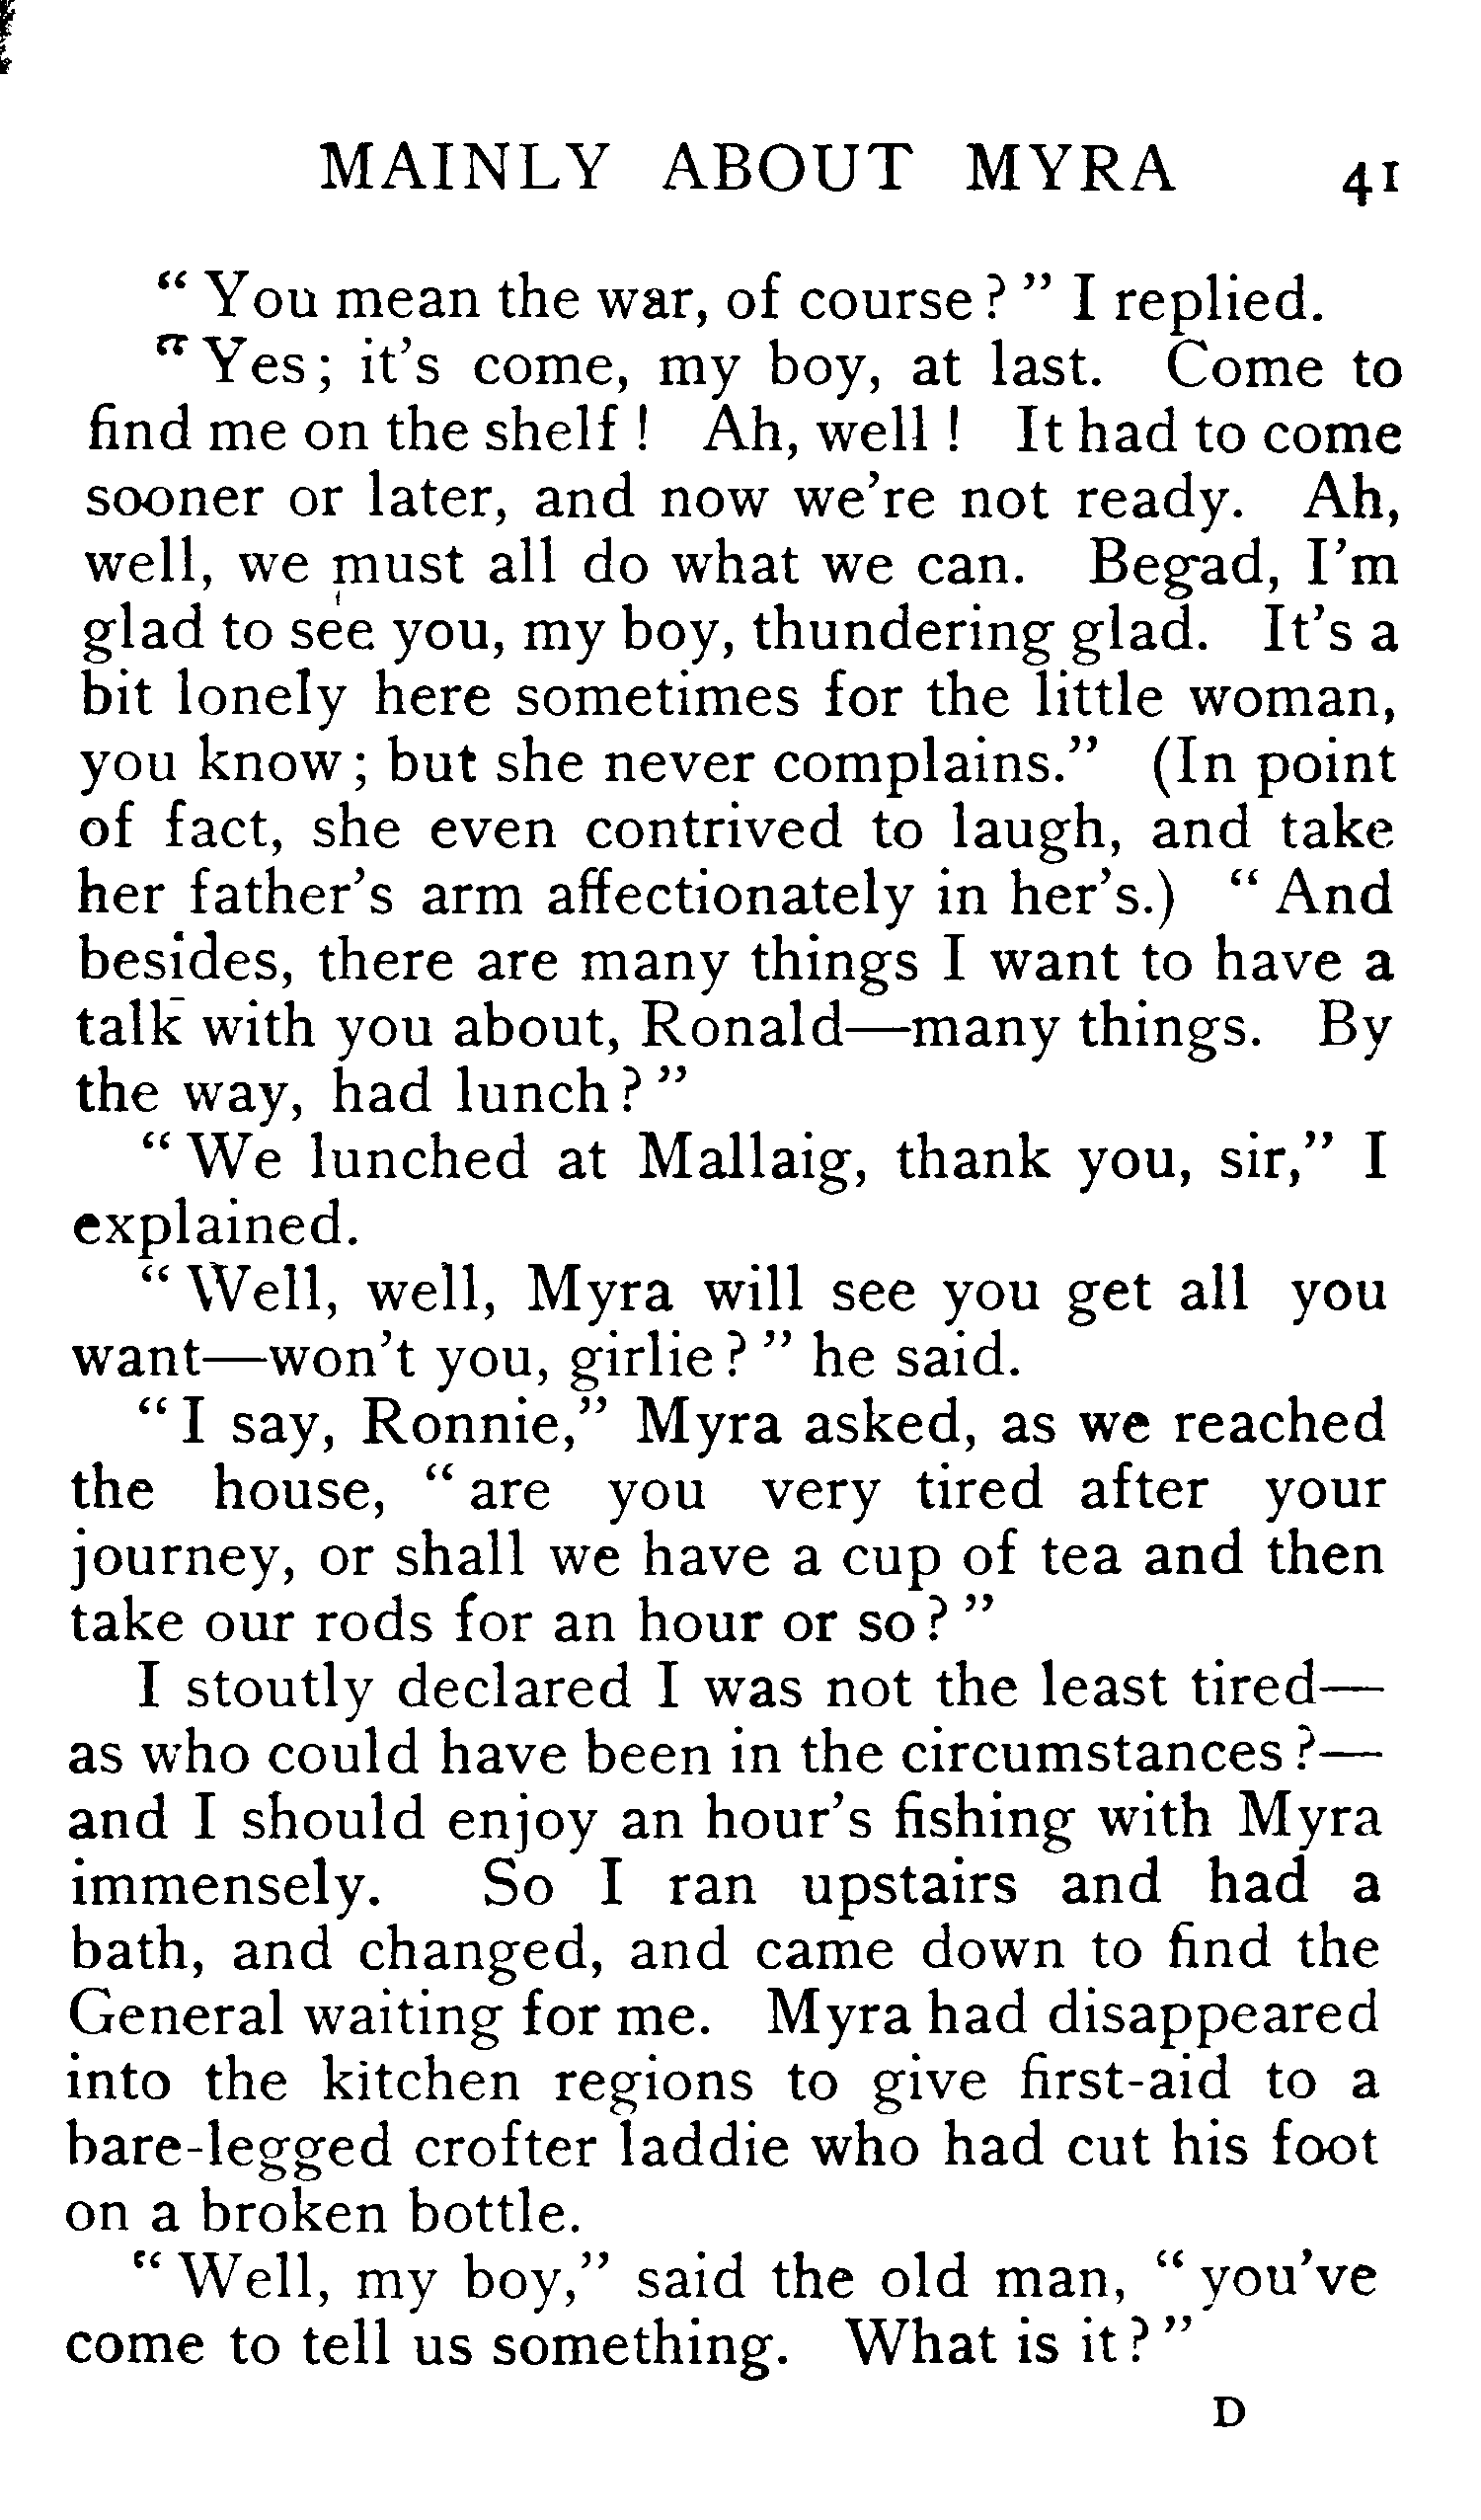 MAINLY ABOUT MYRA 41
“ You mean the war, of course ? ” I replied.
“ Yes ; it’s come, my boy, at last. Come to
find me on the shelf ! Ah, well ! It had to come
sooner or later, and now we’re not ready. Ah,
well, we must all do what we can. Begad, I’m
glad to see you, my boy, thundering glad. It’s a
bit lonely here sometimes for the little woman,
you know ; but she never complains.” (In point
of fact, she even contrived to laugh, and take
her father’s arm affectionately in her’s.) “ And
besides, there are many things I want to have a
talk with you about, Ronald—many things. By
the way, had lunch ? ”
“ We lunched at Mallaig, thank you, sir,” I
explained.
“ Well, well, Myra will see you get all you
want—won’t you, girlie ? ” he said.
“ I say, Ronnie,” Myra asked, as we reached
the house, “ are you very tired after your
journey, or shall we have a cup of tea and then
take our rods for an hour or so ? ”
I stoutly declared I was not the least tired—
as who could have been in the circumstances ?—
and I should enjoy an hour’s fishing with Myra
immensely. So I ran upstairs and had a
bath, and changed, and came down to find the
General waiting for me. Myra had disappeared
into the kitchen regions to give first-aid to a
bare-legged crofter laddie who had cut his foot
on a broken bottle.
“ Well, my boy,” said the old man, “ you’ve
come to tell us something. What is it ? ”
D